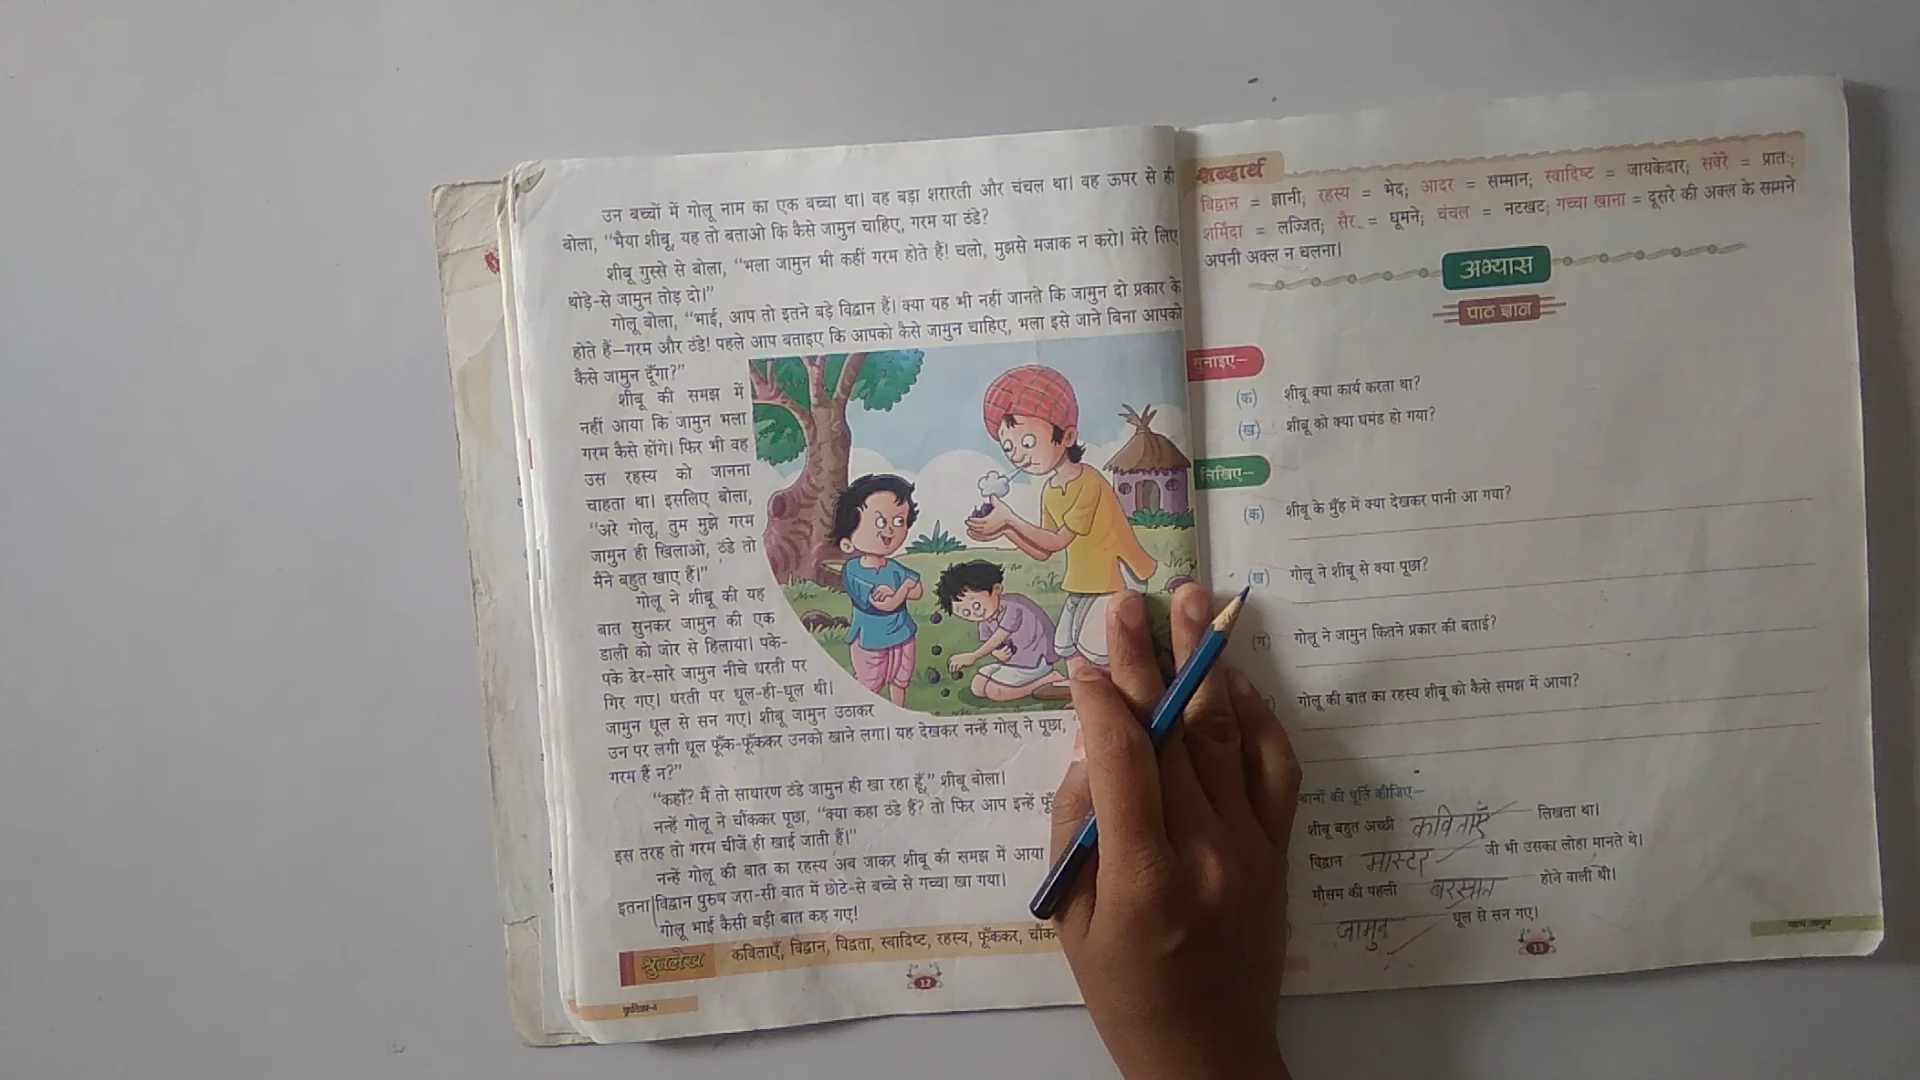 उन बच्चों में गोलू नाम का एक बच्चा था। वह बड़ा शरारती और चंचल था। वह ऊपर से ही
बोला, “भैया शीबू, यह तो बताओ कि कैसे जामुन चाहिए, गरम या ठंडे?
शीबू गुस्से से बोला, “भला जामुन भी कहीं गरम होते हैं! चलो, मुझसे मजाक न करो। मेरे लिए
थोड़े-से जामुन तोड़ दो।”
गोलू बोला, “भाई, आप तो इतने बड़े विद्वान हैं। क्या यह भी नहीं जानते कि जामुन दो प्रकार के
होते हैं—गरम और ठंडे! पहले आप बताइए कि आपको कैसे जामुन चाहिए, भला इसे जाने बिना आपको
कैसे जामुन दूँगा?”
शीबू की समझ में
नहीं आया कि जामुन भला
गरम कैसे होंगे। फिर भी वह
उस रहस्य को जानना
चाहता था। इसलिए बोला,
“अरे गोलू, तुम मुझे गरम
जामुन ही खिलाओ, ठंडे तो
मैंने बहुत खाए हैं।”
गोलू ने शीबू की यह
बात सुनकर जामुन की एक
डाली को जोर से हिलाया। पके-
पके ढेर-सारे जामुन नीचे धरती पर
गिर गए। धरती पर धूल-ही-धूल थी।
जामुन धूल से सन गए। शीबू जामुन उठाकर
उन पर लगी धूल फूँक-फूँककर उनको खाने लगा। यह देखकर नन्हें गोलू ने पूछा,
गरम हैं न?”
“कहाँ? मैं तो साधारण ठंडे जामुन ही खा रहा हूँ,” शीबू बोला।
नन्हें गोलू ने चौंककर पूछा, “क्या कहा ठंडे हैं? तो फिर आप इन्हें
इस तरह तो गरम चीजें ही खाई जाती हैं।”
नन्हें गोलू की बात का रहस्य अब जाकर शीबू की समझ में आया
इतना विद्वान पुरुष जरा-सी बात में छोटे-से बच्चे से गच्चा खा गया।
गोलू भाई कैसी बड़ी बात कह गए!
श्रुतलेख कविताएँ, विद्वान, विद्वता, स्वादिष्ट, रहस्य, फूँककर,
12
शब्दार्थ
विद्वान = ज्ञानी; रहस्य = भेद; आदर = सम्मान; स्वादिष्ट = जायकेदार; सवेरे = प्रातः;
शर्मिंदा = लज्जित; सैर = घूमने; चंचल = नटखट; गच्चा खाना = दूसरे की अक्ल के सामने
अपनी अक्ल न चलना।
अभ्यास
पाठ ज्ञान
सुनाइए—
(क) शीबू क्या कार्य करता था?
(ख) शीबू को क्या घमंड हो गया?
लिखिए—
(क) शीबू के मुँह में क्या देखकर पानी आ गया?
(ख) गोलू ने शीबू से क्या पूछा?
(ग) गोलू ने जामुन कितने प्रकार की बताई?
गोलू की बात का रहस्य शीबू को कैसे समझ में आया?
की पूर्ति कीजिए—
शीबू बहुत अच्छी कविताएँ लिखता था।
विद्वान मास्टर जी भी उसका लोहा मानते थे।
मौसम की पहली बरसात होने वाली थी।
जामुन धूल से सन गए।